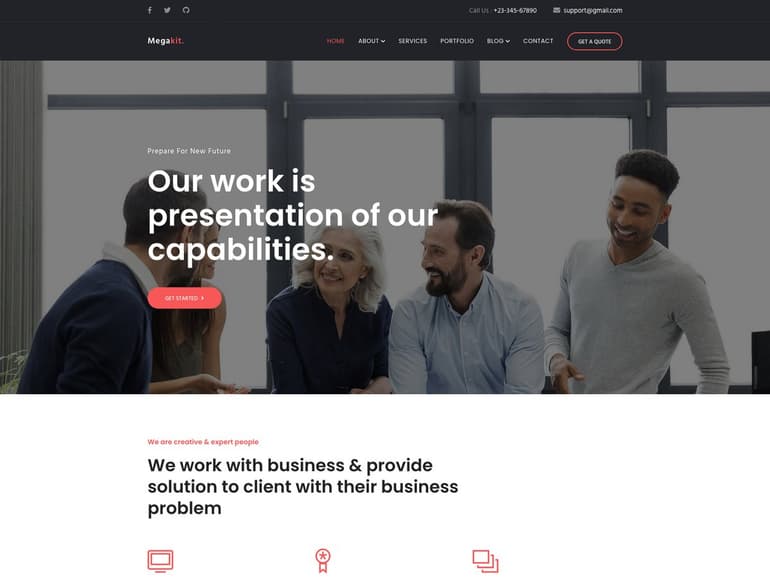 Call Us : +23-345-67890 support@gmail.com
Megakit. HOME ABOUT SERVICES PORTFOLIO BLOG CONTACT GET A QUOTE
Prepare For New Future
Our work is
presentation of our
capabilities.
GET STARTED
We are creative & expert people
We work with business & provide
solution to client with their business
problem